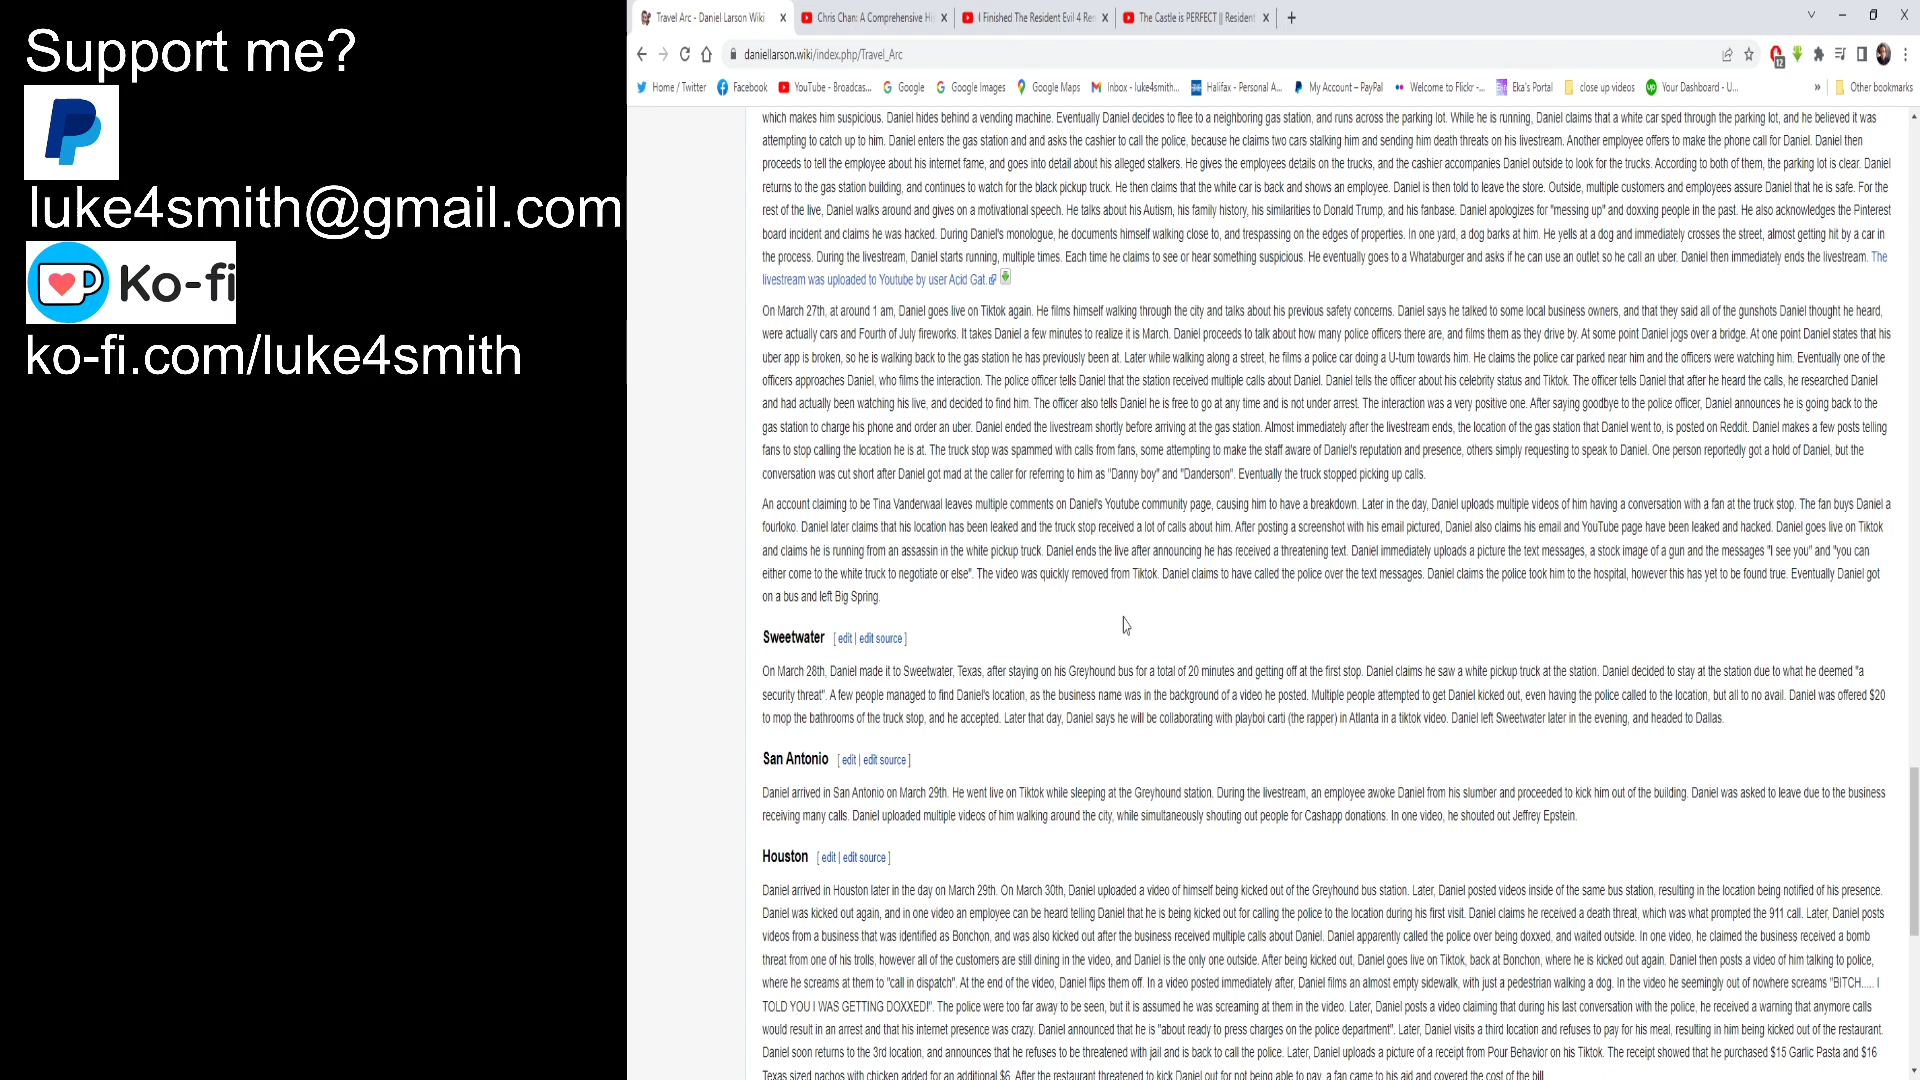 Support me?
luke4smith@gmail.com
Ko-fi
ko-fi.com/luke4smith
Travel Arc - Daniel Larson Wiki
Chris Chan: A Comprehensive Hi
I Finished The Resident Evil 4 Re
The Castle is PERFECT || Resident
daniellarson.wiki/index.php/Travel_Arc
12
Home / Twitter
Facebook
YouTube - Broadcas...
Google
Google Images
Google Maps
Inbox - luke4smith...
Halifax - Personal A...
My Account – PayPal
Welcome to Flickr -...
Eka's Portal
close up videos
Your Dashboard - U...
»
Other bookmarks
which makes him suspicious. Daniel hides behind a vending machine. Eventually Daniel decides to flee to a neighboring gas station, and runs across the parking lot. While he is running, Daniel claims that a white car sped through the parking lot, and he believed it was
attempting to catch up to him. Daniel enters the gas station and and asks the cashier to call the police, because he claims two cars stalking him and sending him death threats on his livestream. Another employee offers to make the phone call for Daniel. Daniel then
proceeds to tell the employee about his internet fame, and goes into detail about his alleged stalkers. He gives the employees details on the trucks, and the cashier accompanies Daniel outside to look for the trucks. According to both of them, the parking lot is clear. Daniel
returns to the gas station building, and continues to watch for the black pickup truck. He then claims that the white car is back and shows an employee. Daniel is then told to leave the store. Outside, multiple customers and employees assure Daniel that he is safe. For the
rest of the live, Daniel walks around and gives on a motivational speech. He talks about his Autism, his family history, his similarities to Donald Trump, and his fanbase. Daniel apologizes for "messing up" and doxxing people in the past. He also acknowledges the Pinterest
board incident and claims he was hacked. During Daniel's monologue, he documents himself walking close to, and trespassing on the edges of properties. In one yard, a dog barks at him. He yells at a dog and immediately crosses the street, almost getting hit by a car in
the process. During the livestream, Daniel starts running, multiple times. Each time he claims to see or hear something suspicious. He eventually goes to a Whataburger and asks if he can use an outlet so he call an uber. Daniel then immediately ends the livestream. The
livestream was uploaded to Youtube by user Acid Gat.
On March 27th, at around 1 am, Daniel goes live on Tiktok again. He films himself walking through the city and talks about his previous safety concerns. Daniel says he talked to some local business owners, and that they said all of the gunshots Daniel thought he heard,
were actually cars and Fourth of July fireworks. It takes Daniel a few minutes to realize it is March. Daniel proceeds to talk about how many police officers there are, and films them as they drive by. At some point Daniel jogs over a bridge. At one point Daniel states that his
uber app is broken, so he is walking back to the gas station he has previously been at. Later while walking along a street, he films a police car doing a U-turn towards him. He claims the police car parked near him and the officers were watching him. Eventually one of the
officers approaches Daniel, who films the interaction. The police officer tells Daniel that the station received multiple calls about Daniel. Daniel tells the officer about his celebrity status and Tiktok. The officer tells Daniel that after he heard the calls, he researched Daniel
and had actually been watching his live, and decided to find him. The officer also tells Daniel he is free to go at any time and is not under arrest. The interaction was a very positive one. After saying goodbye to the police officer, Daniel announces he is going back to the
gas station to charge his phone and order an uber. Daniel ended the livestream shortly before arriving at the gas station. Almost immediately after the livestream ends, the location of the gas station that Daniel went to, is posted on Reddit. Daniel makes a few posts telling
fans to stop calling the location he is at. The truck stop was spammed with calls from fans, some attempting to make the staff aware of Daniel's reputation and presence, others simply requesting to speak to Daniel. One person reportedly got a hold of Daniel, but the
conversation was cut short after Daniel got mad at the caller for referring to him as "Danny boy" and "Danderson". Eventually the truck stopped picking up calls.
An account claiming to be Tina Vanderwaal leaves multiple comments on Daniel's Youtube community page, causing him to have a breakdown. Later in the day, Daniel uploads multiple videos of him having a conversation with a fan at the truck stop. The fan buys Daniel a
fourloko. Daniel later claims that his location has been leaked and the truck stop received a lot of calls about him. After posting a screenshot with his email pictured, Daniel also claims his email and YouTube page have been leaked and hacked. Daniel goes live on Tiktok
and claims he is running from an assassin in the white pickup truck. Daniel ends the live after announcing he has received a threatening text. Daniel immediately uploads a picture the text messages, a stock image of a gun and the messages "I see you" and "you can
either come to the white truck to negotiate or else". The video was quickly removed from Tiktok. Daniel claims to have called the police over the text messages. Daniel claims the police took him to the hospital, however this has yet to be found true. Eventually Daniel got
on a bus and left Big Spring.
Sweetwater [ edit | edit source ]
On March 28th, Daniel made it to Sweetwater, Texas, after staying on his Greyhound bus for a total of 20 minutes and getting off at the first stop. Daniel claims he saw a white pickup truck at the station. Daniel decided to stay at the station due to what he deemed "a
security threat". A few people managed to find Daniel's location, as the business name was in the background of a video he posted. Multiple people attempted to get Daniel kicked out, even having the police called to the location, but all to no avail. Daniel was offered $20
to mop the bathrooms of the truck stop, and he accepted. Later that day, Daniel says he will be collaborating with playboi carti (the rapper) in Atlanta in a tiktok video. Daniel left Sweetwater later in the evening, and headed to Dallas.
San Antonio [ edit | edit source ]
Daniel arrived in San Antonio on March 29th. He went live on Tiktok while sleeping at the Greyhound station. During the livestream, an employee awoke Daniel from his slumber and proceeded to kick him out of the building. Daniel was asked to leave due to the business
receiving many calls. Daniel uploaded multiple videos of him walking around the city, while simultaneously shouting out people for Cashapp donations. In one video, he shouted out Jeffrey Epstein.
Houston [ edit | edit source ]
Daniel arrived in Houston later in the day on March 29th. On March 30th, Daniel uploaded a video of himself being kicked out of the Greyhound bus station. Later, Daniel posted videos inside of the same bus station, resulting in the location being notified of his presence.
Daniel was kicked out again, and in one video an employee can be heard telling Daniel that he is being kicked out for calling the police to the location during his first visit. Daniel claims he received a death threat, which was what prompted the 911 call. Later, Daniel posts
videos from a business that was identified as Bonchon, and was also kicked out after the business received multiple calls about Daniel. Daniel apparently called the police over being doxxed, and waited outside. In one video, he claimed the business received a bomb
threat from one of his trolls, however all of the customers are still dining in the video, and Daniel is the only one outside. After being kicked out, Daniel goes live on Tiktok, back at Bonchon, where he is kicked out again. Daniel then posts a video of him talking to police,
where he screams at them to "call in dispatch". At the end of the video, Daniel flips them off. In a video posted immediately after, Daniel films an almost empty sidewalk, with just a pedestrian walking a dog. In the video he seemingly out of nowhere screams "BITCH..... I
TOLD YOU I WAS GETTING DOXXED!". The police were too far away to be seen, but it is assumed he was screaming at them in the video. Later, Daniel posts a video claiming that during his last conversation with the police, he received a warning that anymore calls
would result in an arrest and that his internet presence was crazy. Daniel announced that he is "about ready to press charges on the police department". Later, Daniel visits a third location and refuses to pay for his meal, resulting in him being kicked out of the restaurant.
Daniel soon returns to the 3rd location, and announces that he refuses to be threatened with jail and is back to call the police. Later, Daniel uploads a picture of a receipt from Pour Behavior on his Tiktok. The receipt showed that he purchased $15 Garlic Pasta and $16
Texas sized nachos with chicken added for an additional $6. After the restaurant threatened to kick Daniel out for not being able to pay, a fan came to his aid and covered the cost of the bill